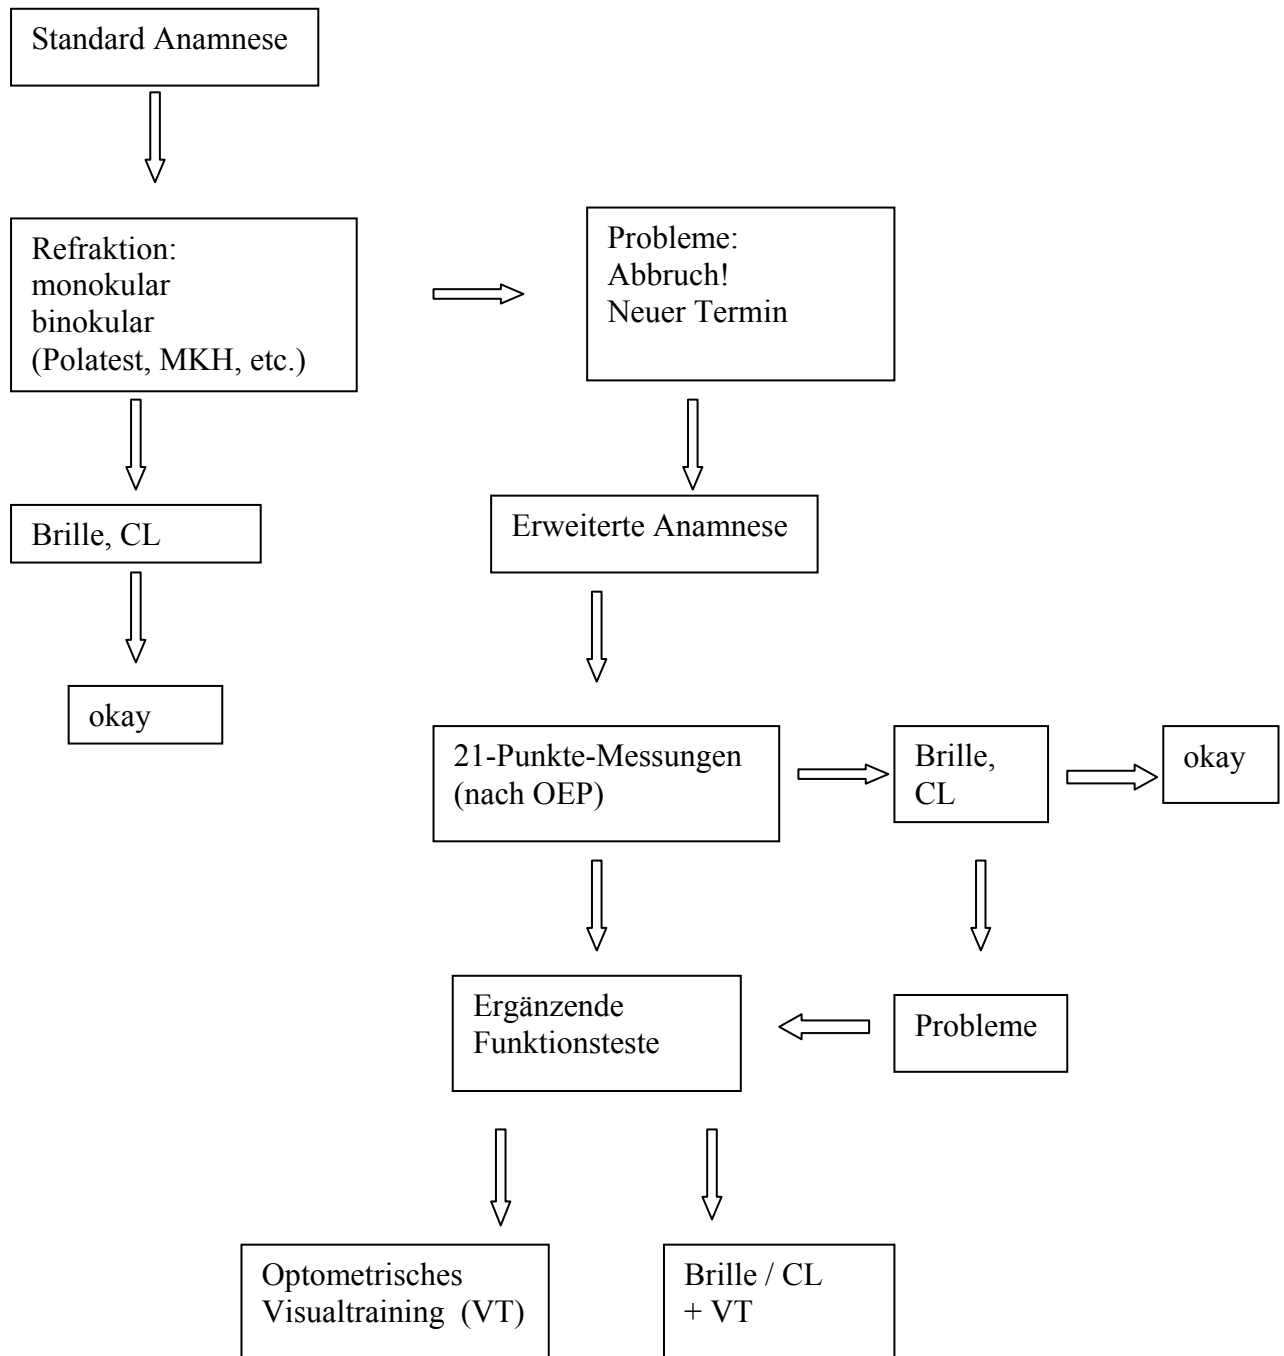 Standard Anamnese
Refraktion:
monokular
binokular
(Polatest, MKH, etc.)
Probleme:
Abbruch!
Neuer Termin
Brille, CL
Erweiterte Anamnese
okay
21-Punkte-Messungen
(nach OEP)
Brille,
CL
okay
Ergänzende
Funktionsteste
Probleme
Optometrisches
Visualtraining (VT)
Brille / CL
+ VT